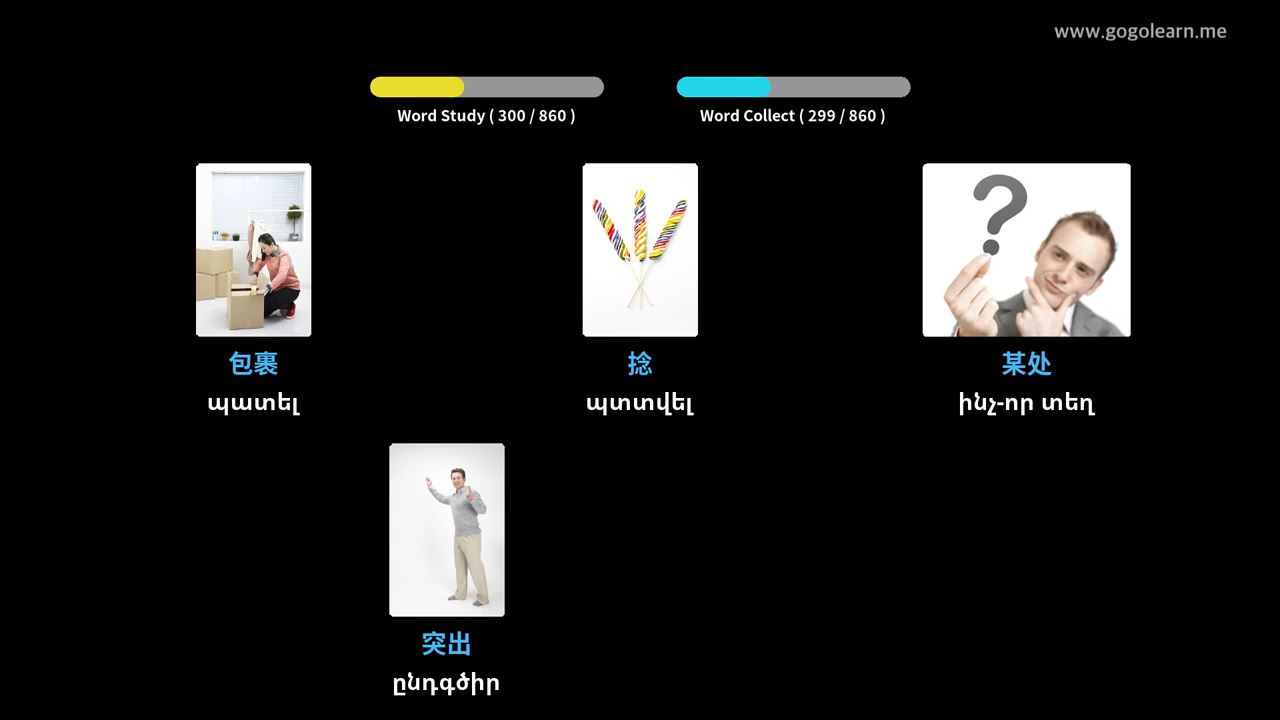 www.gogolearn.me
Word Study ( 300 / 860 )
Word Collect ( 299 / 860 )
包裹
պատել
捻
պտտվել
某处
ինչ-որ տեղ
突出
ընդգծիր